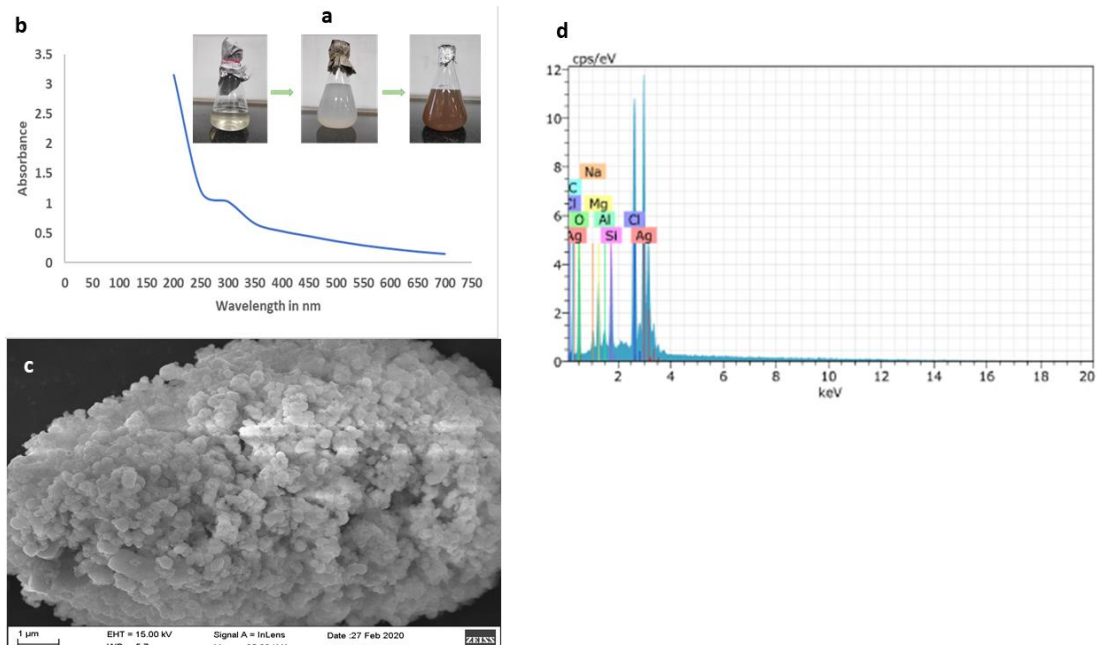 a
b
3.5
3
2.5
2
1.5
1
0.5
0
Absorbance
0 50 100 150 200 250 300 350 400 450 500 550 600 650 700 750
Wavelength in nm
c
1 µm
EHT = 15.00 kV
Signal A = InLens
Date :27 Feb 2020
ZEISS
d
cps/eV
12
10
8
6
4
2
0
Na
C
Cl Mg
O Al Cl
Ag Si Ag
2 4 6 8 10 12 14 16 18 20
keV